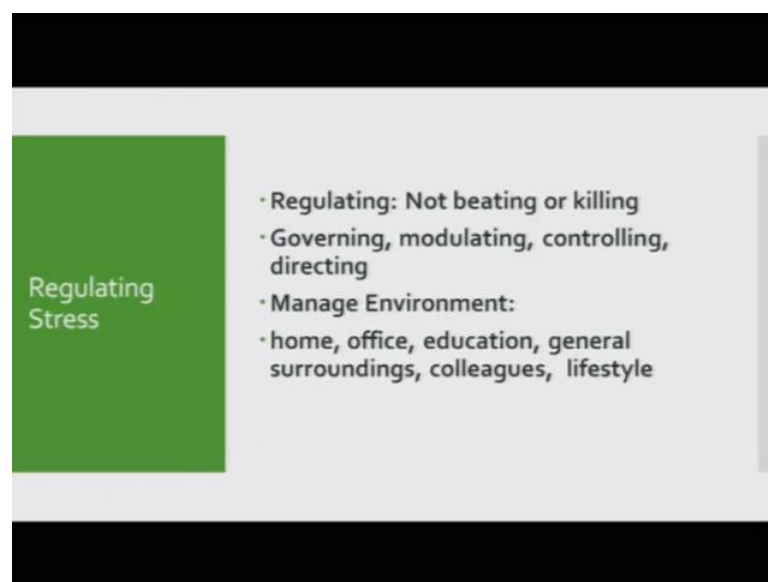 Regulating
Stress
· Regulating: Not beating or killing
· Governing, modulating, controlling,
directing
· Manage Environment:
· home, office, education, general
surroundings, colleagues, lifestyle